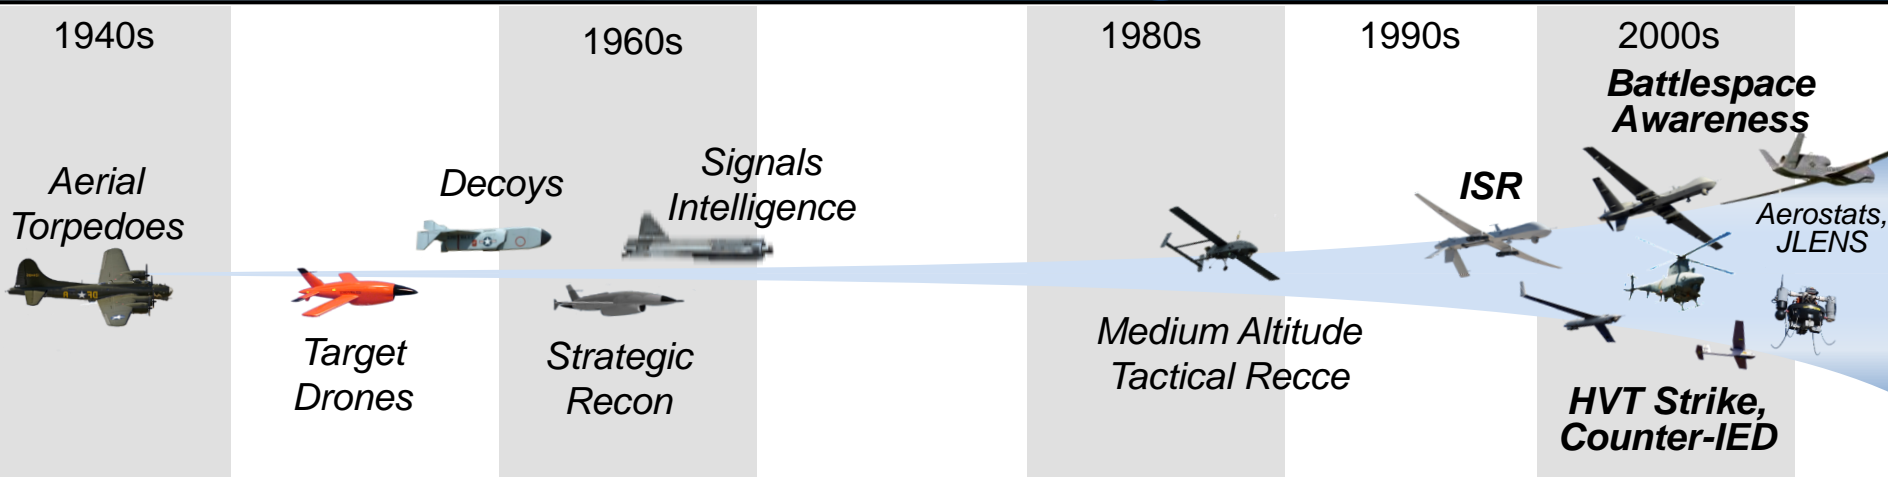 1940s
1960s
1980s
1990s
2000s
Aerial
Torpedoes
Target
Drones
Decoys
Strategic
Recon
Signals
Intelligence
Medium Altitude
Tactical Recce
ISR
Battlespace
Awareness
Aerostats,
JLENS
HVT Strike,
Counter-IED